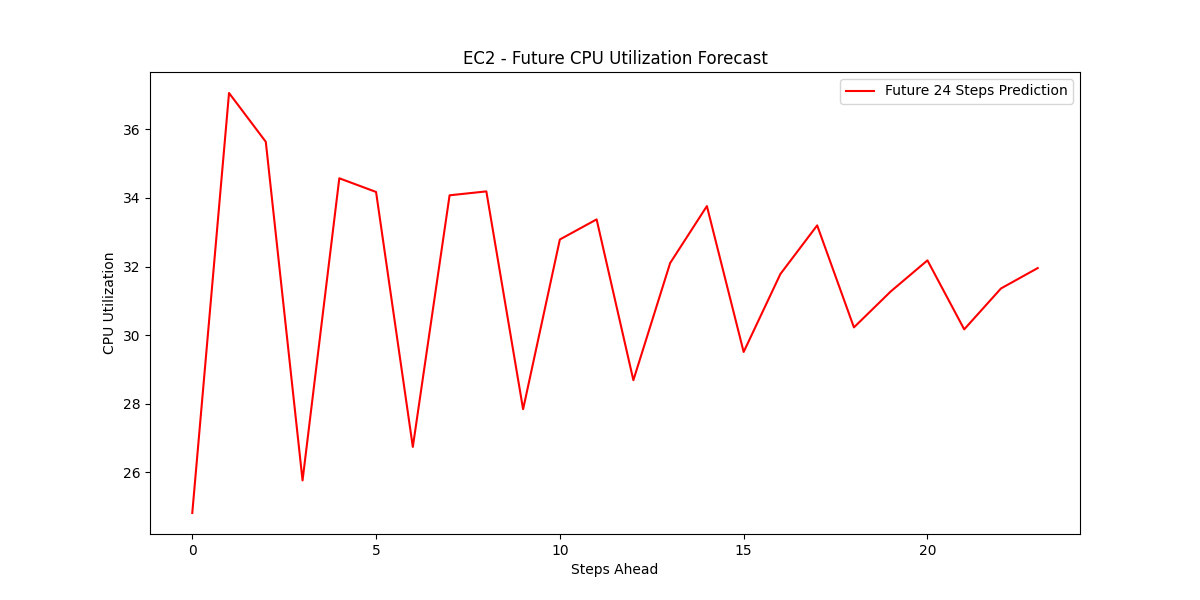 EC2 - Future CPU Utilization Forecast
Future 24 Steps Prediction
36
34
32
30
28
26
CPU Utilization
0 5 10 15 20
Steps Ahead